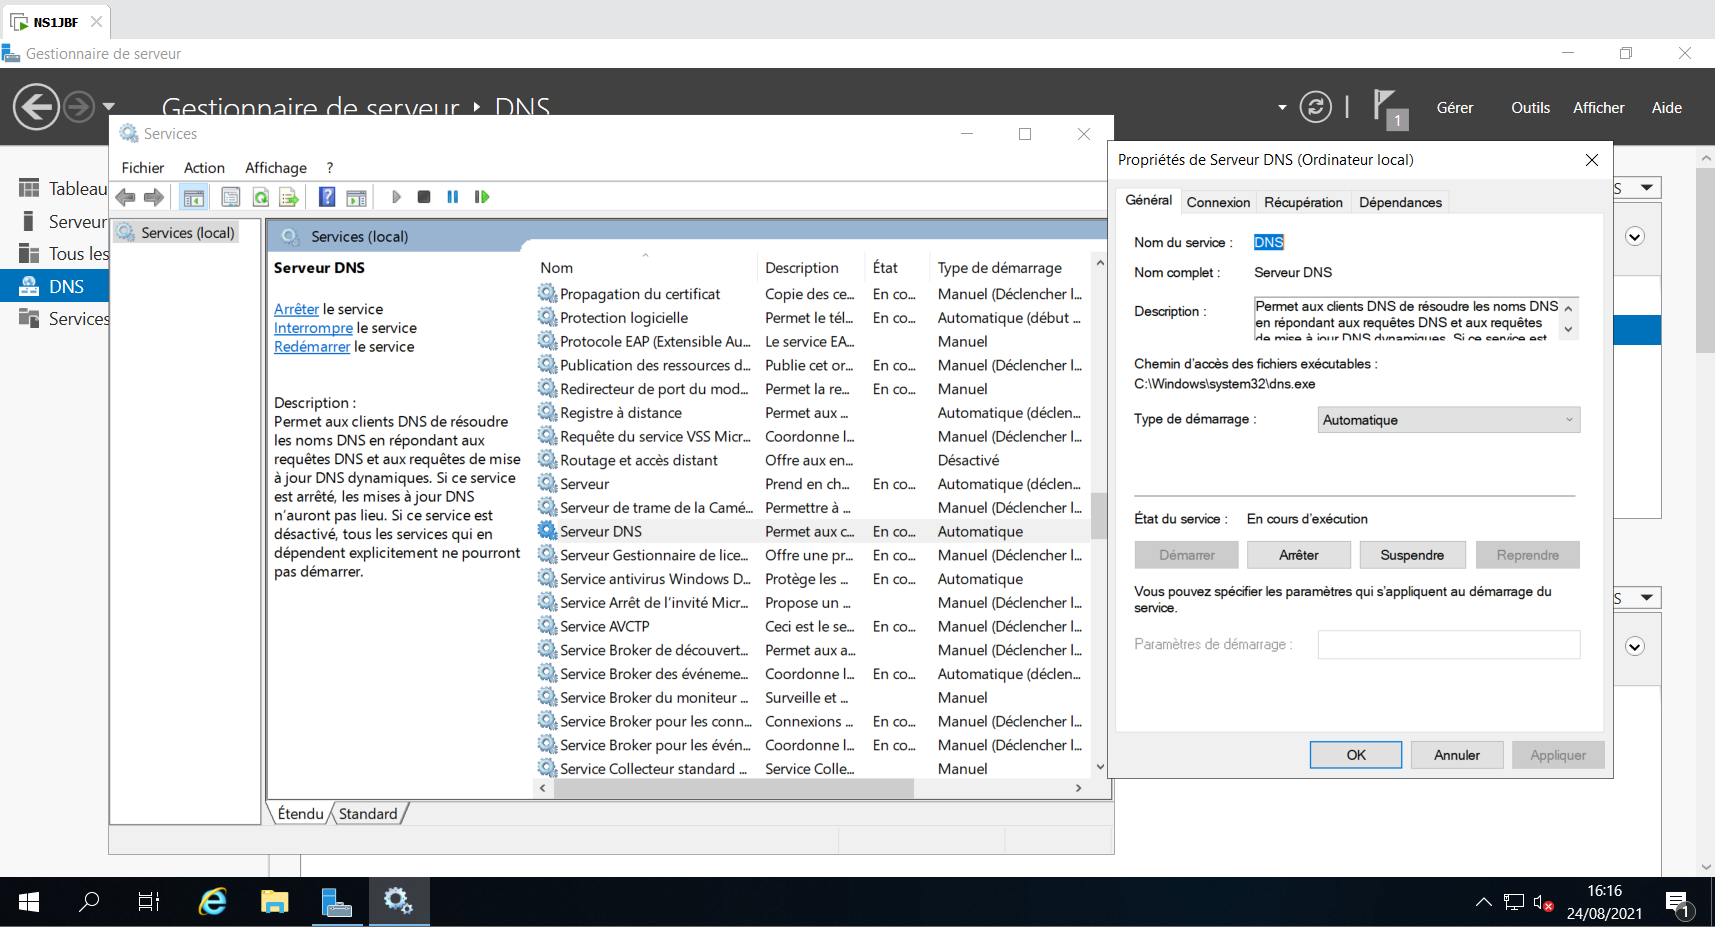 NS1JBF
Gestionnaire de serveur
Gestionnaire de serveur DNS
1
Gérer Outils Afficher Aide
Tableau
Serveur
Tous les
DNS
Services
Services
Fichier Action Affichage ?
Services (local)
Services (local)
Serveur DNS
Arrêter le service
Interrompre le service
Redémarrer le service
Description :
Permet aux clients DNS de résoudre
les noms DNS en répondant aux
requêtes DNS et aux requêtes de mise
à jour DNS dynamiques. Si ce service
est arrêté, les mises à jour DNS
n'auront pas lieu. Si ce service est
désactivé, tous les services qui en
dépendent explicitement ne pourront
pas démarrer.
Nom Description État Type de démarrage
Propagation du certificat Copie des ce... En co... Manuel (Déclencher l...
Protection logicielle Permet le tél... En co... Automatique (début ...
Protocole EAP (Extensible Au... Le service EA... Manuel
Publication des ressources d... Publie cet or... En co... Manuel (Déclencher l...
Redirecteur de port du mod... Permet la re... En co... Manuel
Registre à distance Permet aux ... Automatique (déclen...
Requête du service VSS Micr... Coordonne l... Manuel (Déclencher l...
Routage et accès distant Offre aux en... Désactivé
Serveur Prend en ch... En co... Automatique (déclen...
Serveur de trame de la Camé... Permettre à ... Manuel (Déclencher l...
Serveur DNS Permet aux c... En co... Automatique
Serveur Gestionnaire de lice... Offre une pr... En co... Manuel (Déclencher l...
Service antivirus Windows D... Protège les ... En co... Automatique
Service Arrêt de l'invité Micr... Propose un ... Manuel (Déclencher l...
Service AVCTP Ceci est le se... En co... Manuel (Déclencher l...
Service Broker de découvert... Permet aux a... Manuel (Déclencher l...
Service Broker des événeme... Coordonne l... En co... Automatique (déclen...
Service Broker du moniteur ... Surveille et ... Manuel
Service Broker pour les conn... Connexions ... En co... Manuel (Déclencher l...
Service Broker pour les évén... Coordonne l... En co... Manuel (Déclencher l...
Service Collecteur standard ... Service Colle... Manuel
Étendu Standard
Propriétés de Serveur DNS (Ordinateur local)
Général Connexion Récupération Dépendances
Nom du service : DNS
Nom complet : Serveur DNS
Description : Permet aux clients DNS de résoudre les noms DNS
en répondant aux requêtes DNS et aux requêtes
de mise à jour DNS dynamiques. Si ce service est
Chemin d'accès des fichiers exécutables :
C:\Windows\system32\dns.exe
Type de démarrage : Automatique
État du service : En cours d'exécution
Démarrer Arrêter Suspendre Reprendre
Vous pouvez spécifier les paramètres qui s'appliquent au démarrage du
service.
Paramètres de démarrage :
OK Annuler Appliquer
S
S
16:16
24/08/2021
1